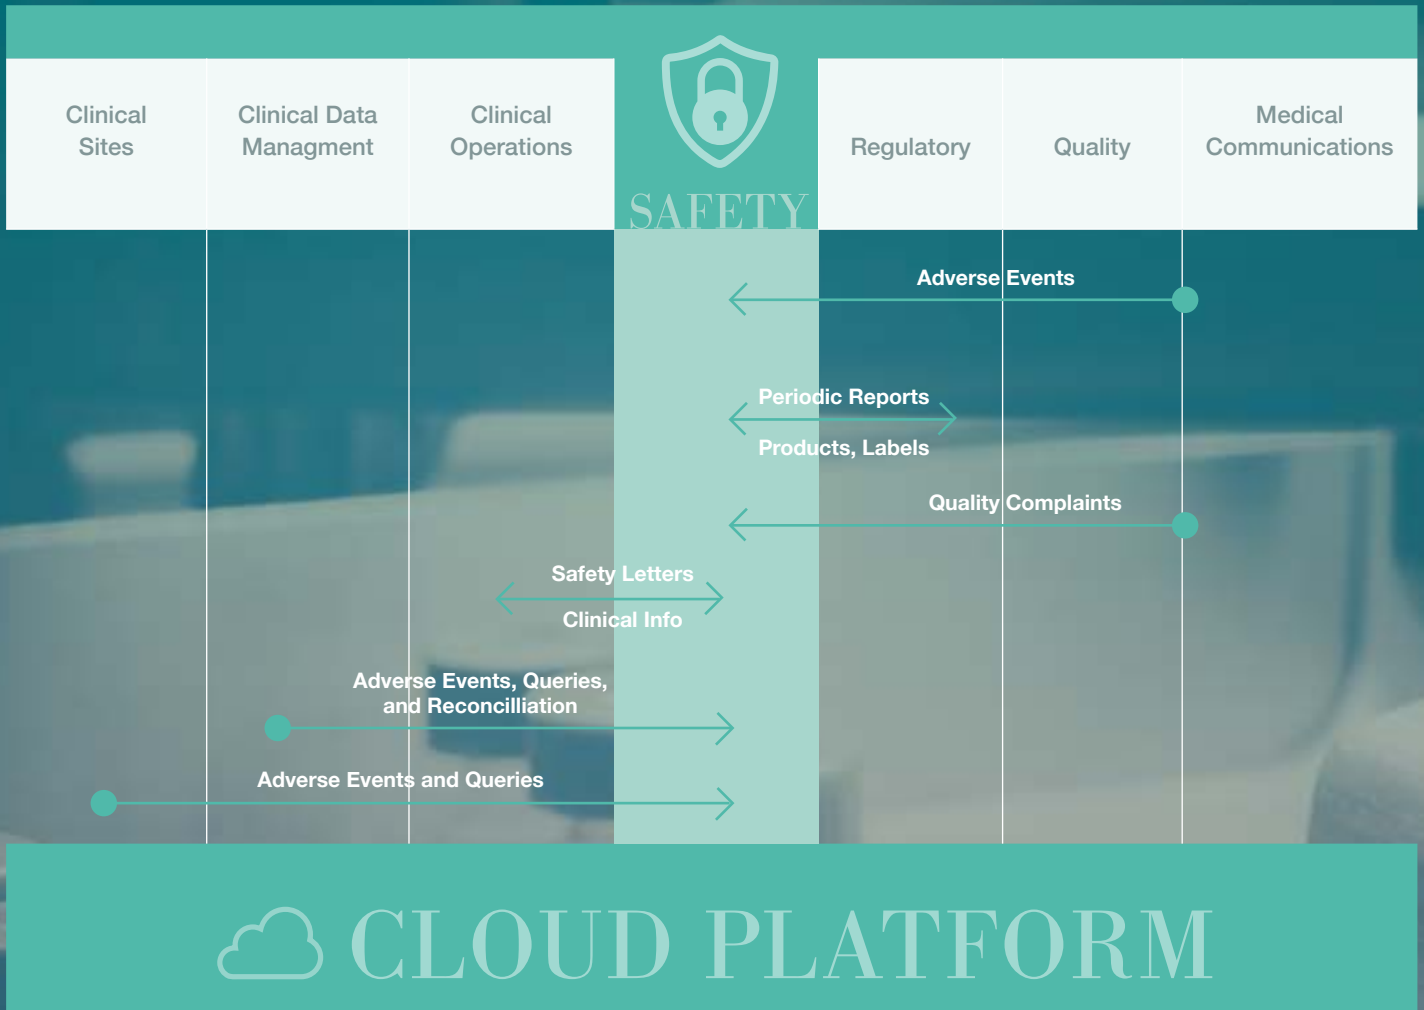 Clinical
Sites
Clinical Data
Managment
Clinical
Operations
SAFETY
Regulatory
Quality
Medical
Communications
Adverse Events
Periodic Reports
Products, Labels
Quality Complaints
Safety Letters
Clinical Info
Adverse Events, Queries,
and Reconcilliation
Adverse Events and Queries
CLOUD PLATFORM